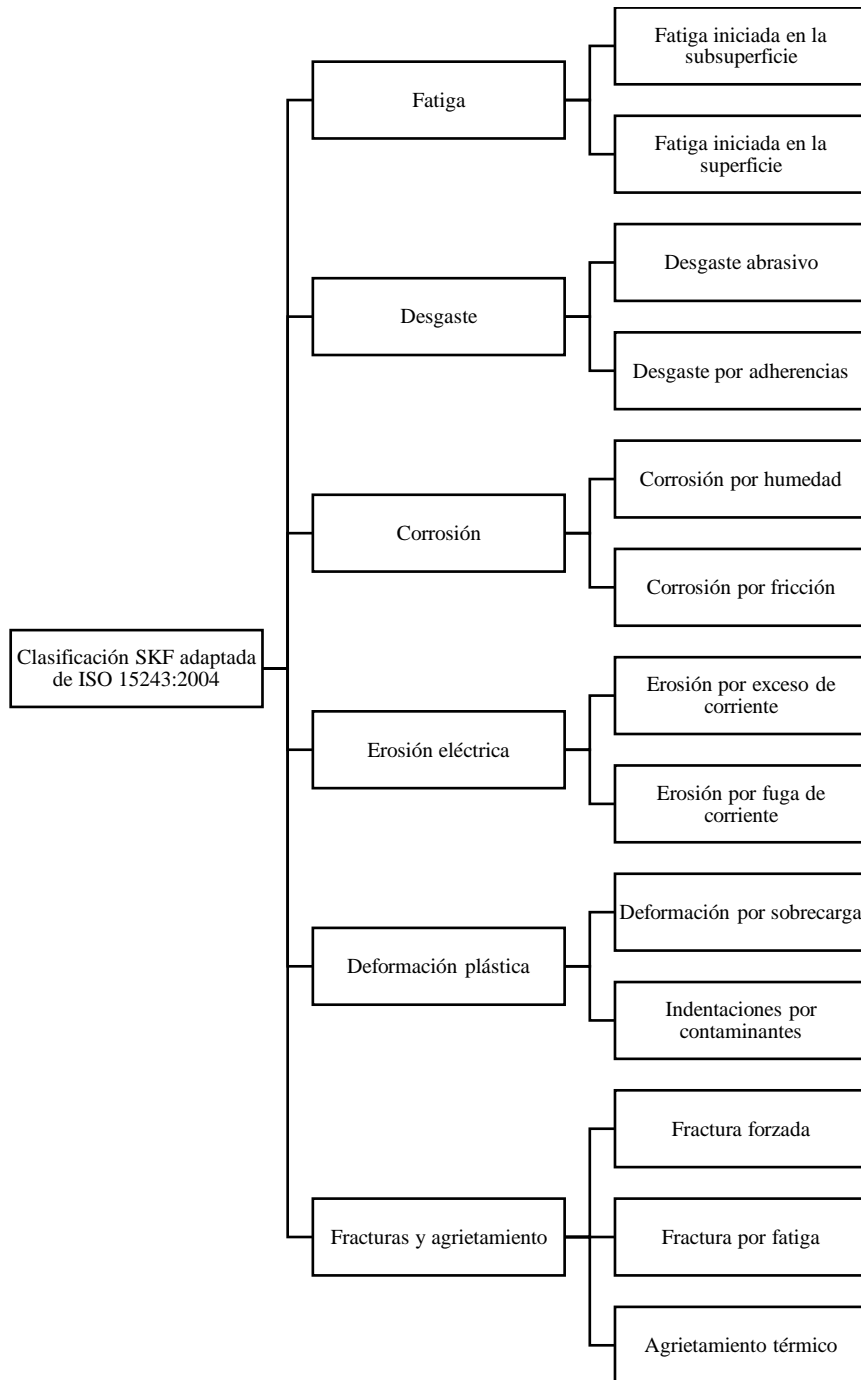 Fatiga iniciada en la
subsuperficie
Fatiga
Fatiga iniciada en la
superficie
Desgaste abrasivo
Desgaste
Desgaste por adherencias
Corrosión por humedad
Corrosión
Corrosión por fricción
Clasificación SKF adaptada
de ISO 15243:2004
Erosión por exceso de
corriente
Erosión eléctrica
Erosión por fuga de
corriente
Deformación por sobrecarga
Deformación plástica
Indentaciones por
contaminantes
Fractura forzada
Fracturas y agrietamiento
Fractura por fatiga
Agrietamiento térmico